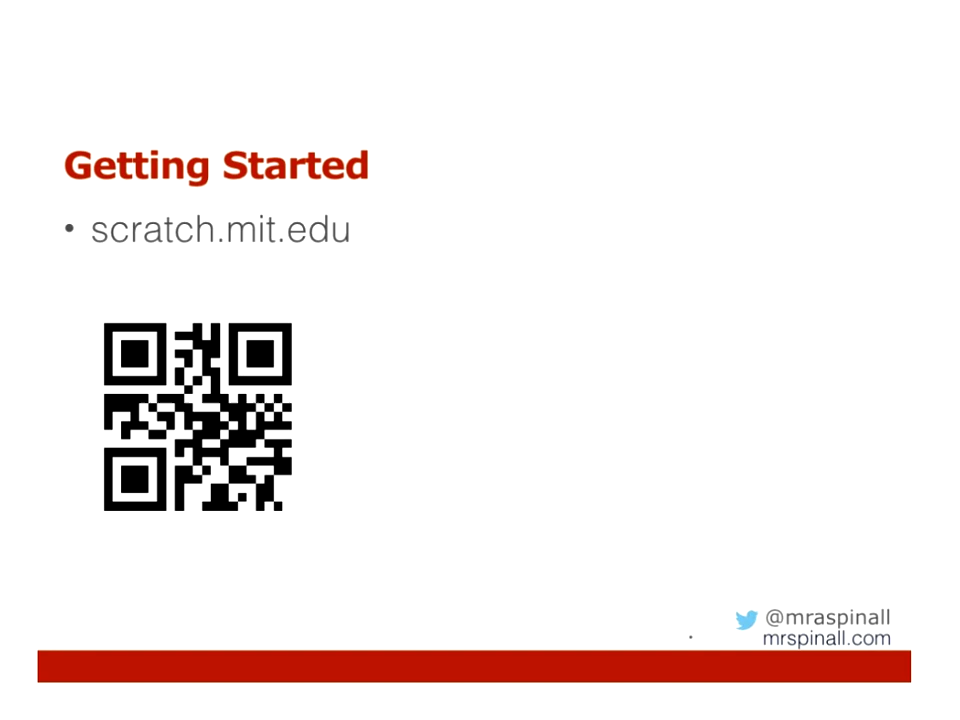 Getting Started
• scratch.mit.edu
@mraspinall
• mrspinall.com